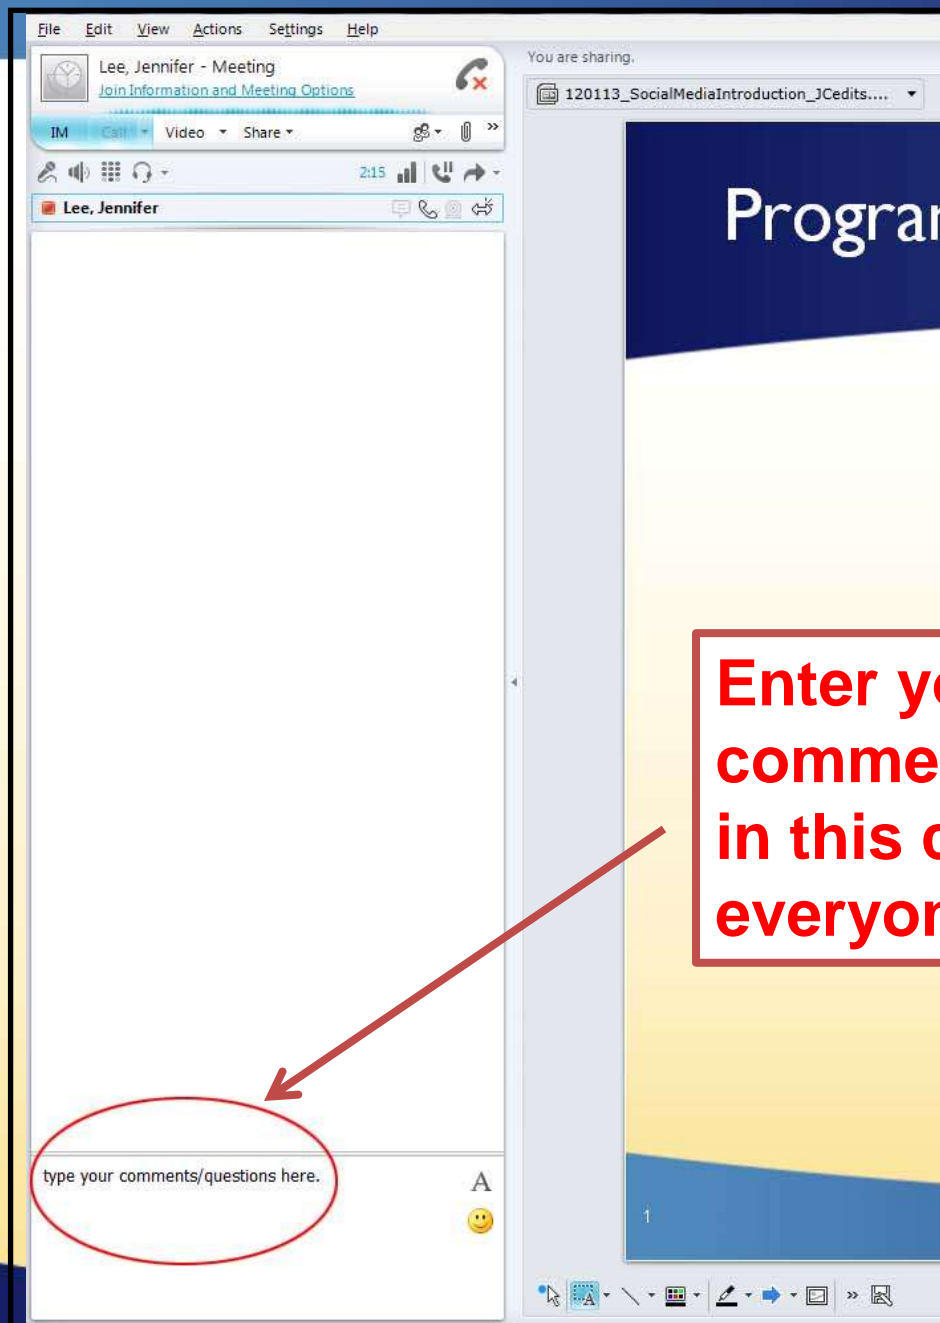 File Edit View Actions Settings Help
Lee, Jennifer - Meeting
Join Information and Meeting Options
IM Call Video Share
2:15
Lee, Jennifer
type your comments/questions here.
A
You are sharing.
120113_SocialMediaIntroduction_JCedits....
Progra
Enter
comme
in this
everyo
1